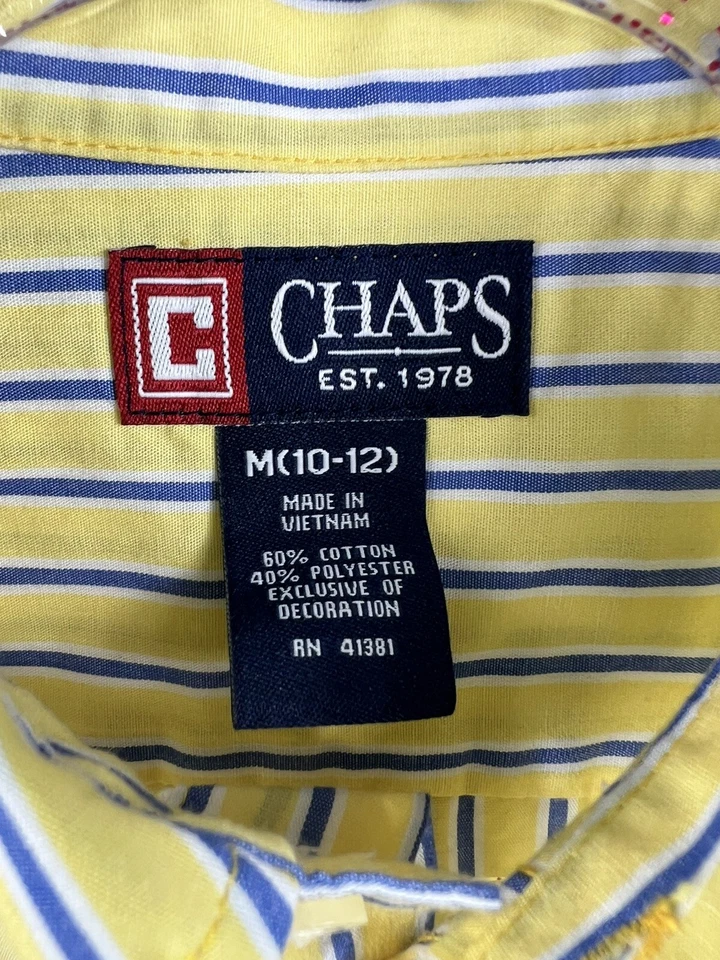 C
CHAPS
EST. 1978
M(10-12)
MADE IN
VIETNAM
60% COTTON
40% POLYESTER
EXCLUSIVE OF
DECORATION
RN 41381